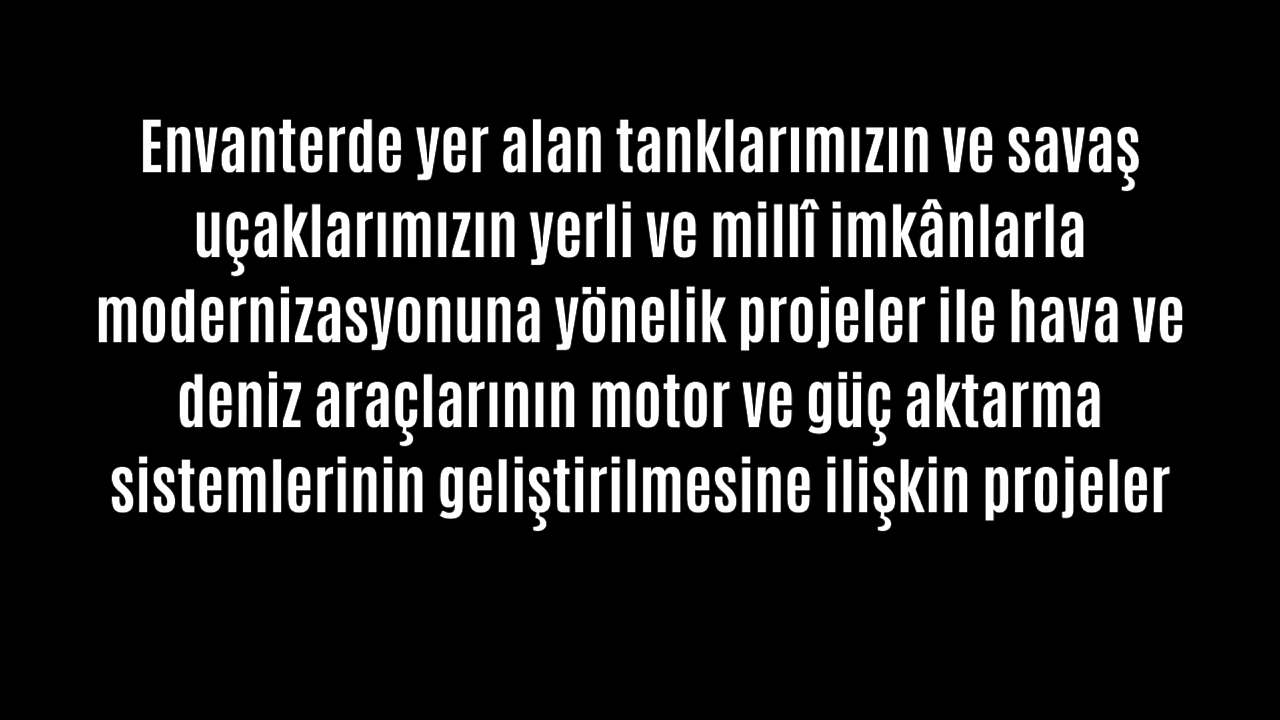 Envanterde yer alan tanklarımızın ve savaş
uçaklarımızın yerli ve millî imkânlarla
modernizasyonuna yönelik projeler ile hava ve
deniz araçlarının motor ve güç aktarma
sistemlerinin geliştirilmesine ilişkin projeler